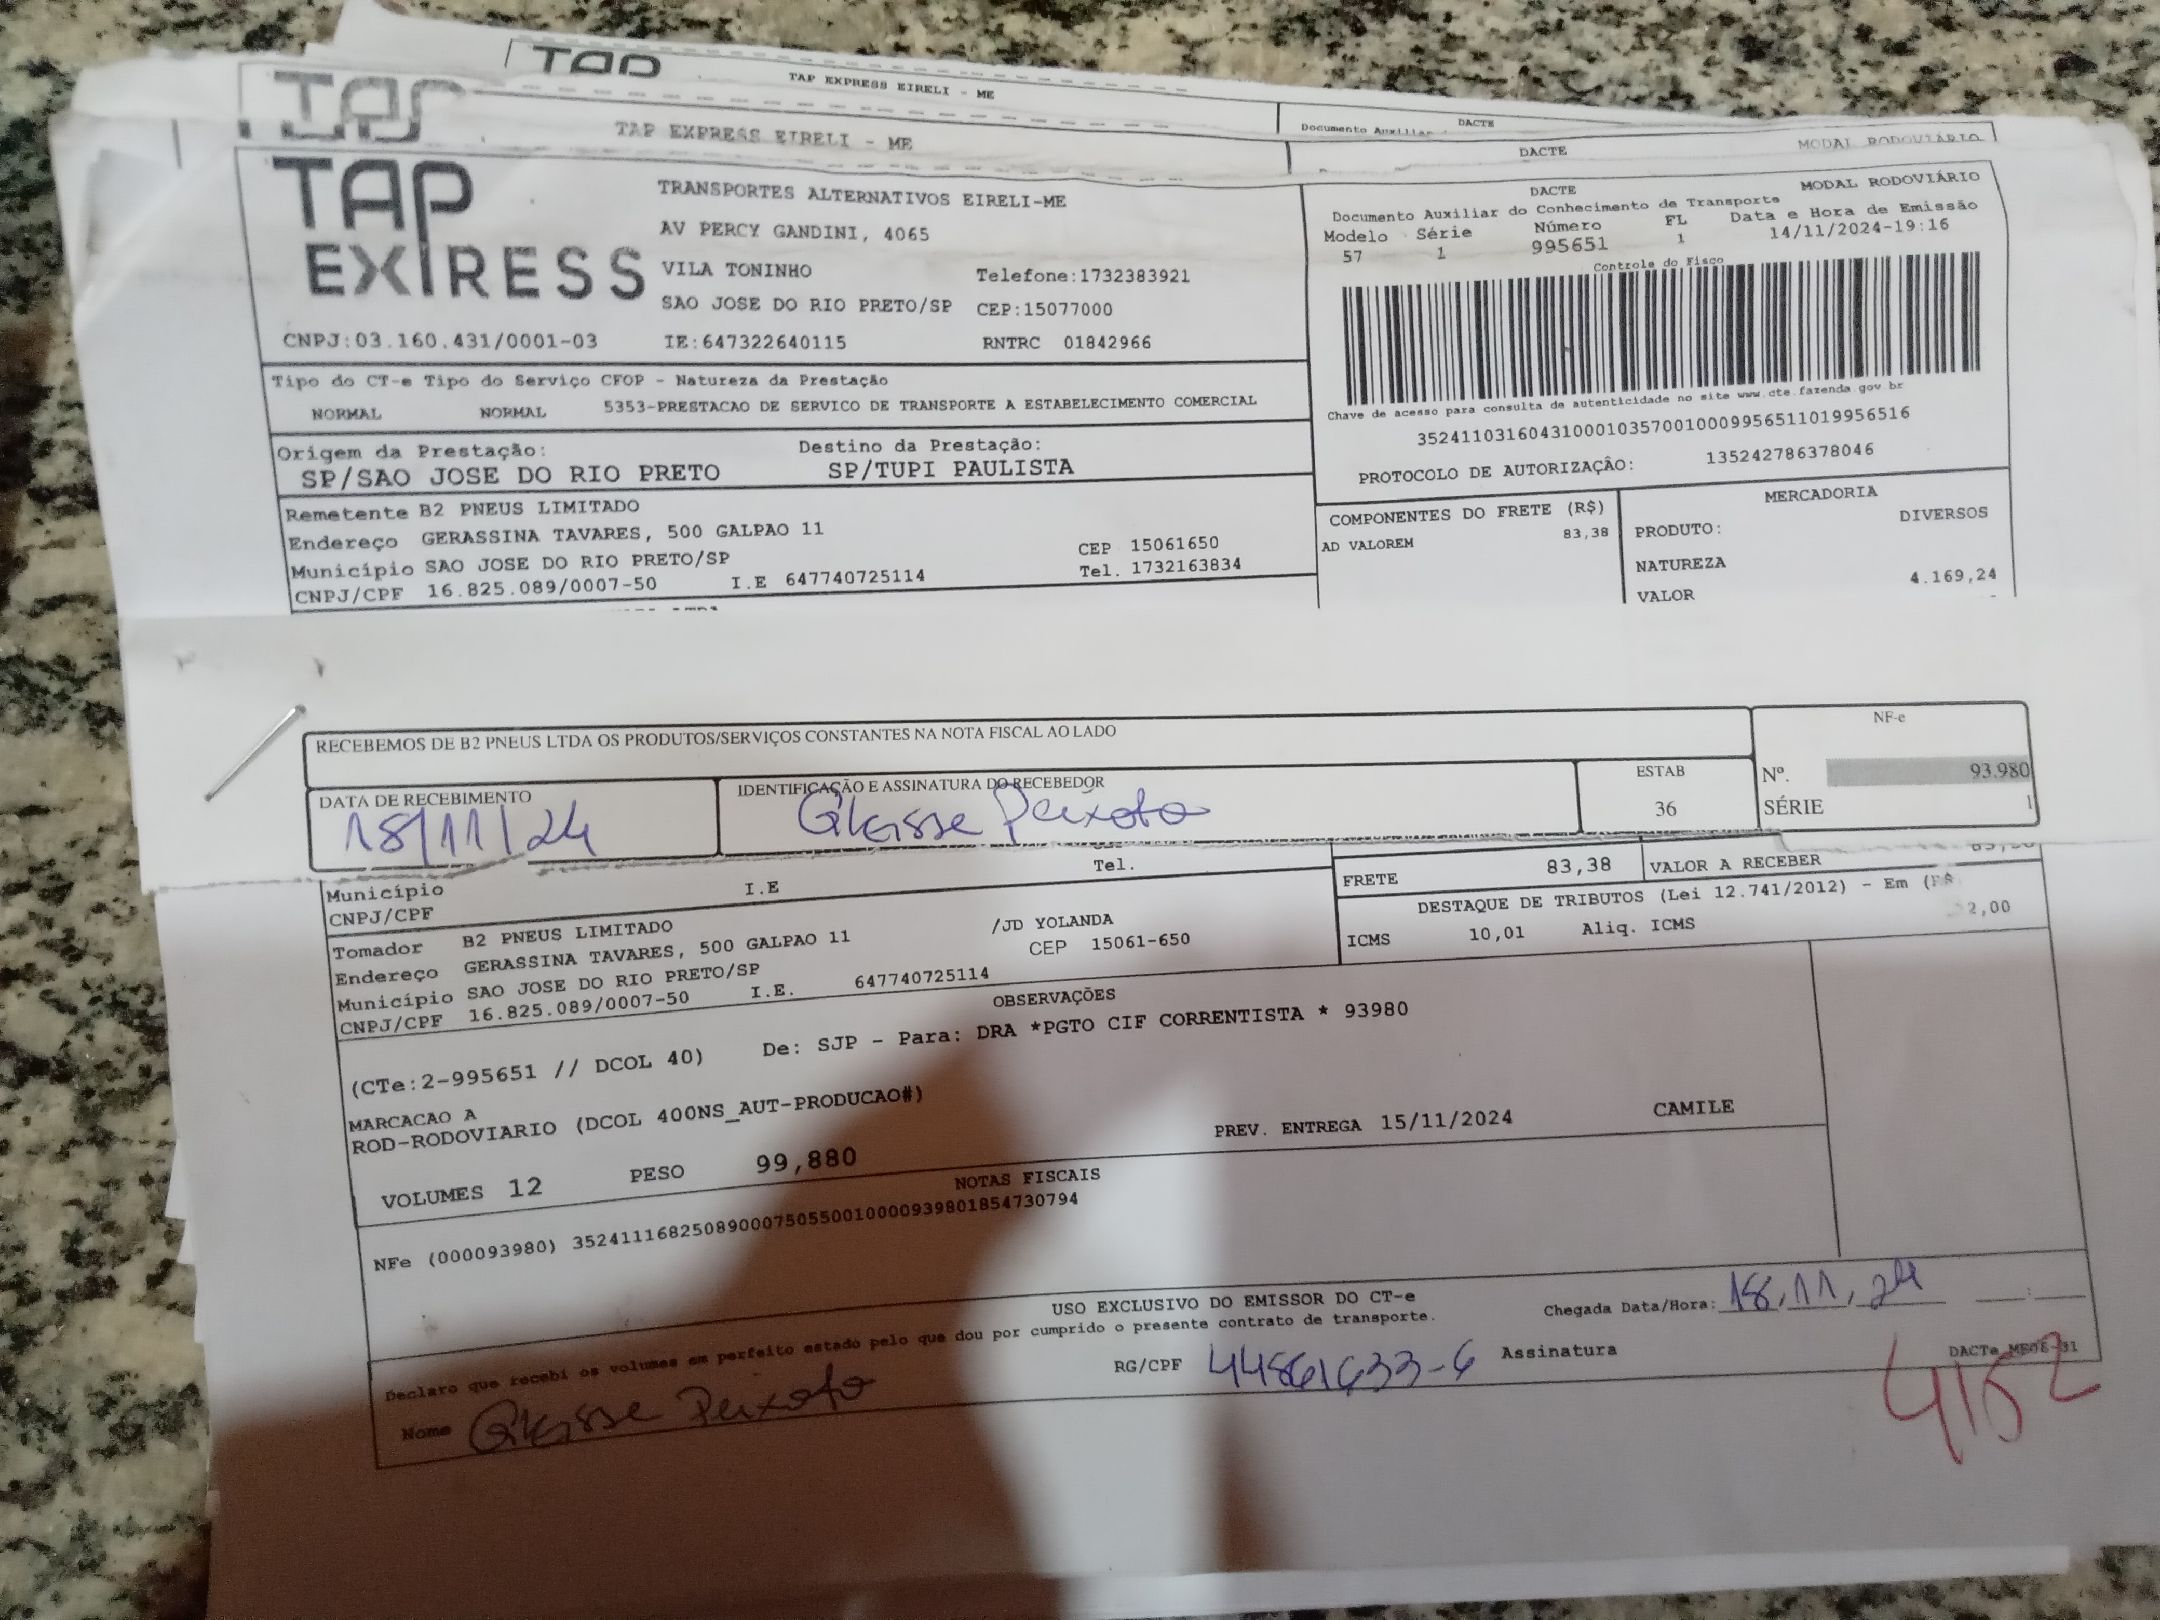 TAP EXPRESS EIRELI - ME
DACTE
Documento Auxiliar
TAP EXPRESS EIRELI - ME
DACTE
MODAL RODOVIÁRIO
TAP EXPRESS
TRANSPORTES ALTERNATIVOS EIRELI-ME
AV PERCY GANDINI, 4065
VILA TONINHO Telefone:1732383921
SAO JOSE DO RIO PRETO/SP CEP:15077000
CNPJ:03.160.431/0001-03 IE:647322640115 RNTRC 01842966
DACTE MODAL RODOVIÁRIO
Documento Auxiliar do Conhecimento de Transporte
Modelo Série Número FL Data e Hora de Emissão
57 1 995651 1 14/11/2024-19:16
Controle do Fisco
Chave de acesso para consulta de autenticidade no site www.cte.fazenda.gov.br
35241103160431000103570010009956511019956516
PROTOCOLO DE AUTORIZAÇÃO: 135242786378046
Tipo do CT-e Tipo do Serviço CFOP - Natureza da Prestação
NORMAL NORMAL 5353-PRESTACAO DE SERVICO DE TRANSPORTE A ESTABELECIMENTO COMERCIAL
Origem da Prestação: Destino da Prestação:
SP/SAO JOSE DO RIO PRETO SP/TUPI PAULISTA
Remetente B2 PNEUS LIMITADO
Endereço GERASSINA TAVARES, 500 GALPAO 11
Município SAO JOSE DO RIO PRETO/SP CEP 15061650
CNPJ/CPF 16.825.089/0007-50 I.E 647740725114 Tel. 1732163834
COMPONENTES DO FRETE (R$)
AD VALOREM 83,38
MERCADORIA
PRODUTO: DIVERSOS
NATUREZA
VALOR 4.169,24
RECEBEMOS DE B2 PNEUS LTDA OS PRODUTOS/SERVIÇOS CONSTANTES NA NOTA FISCAL AO LADO
DATA DE RECEBIMENTO
18/11/24
IDENTIFICAÇÃO E ASSINATURA DO RECEBEDOR
Gleisse Peixoto
ESTAB
36
NF-e
Nº. 93.980
SÉRIE 1
Município Tel.
CNPJ/CPF I.E
FRETE 83,38 VALOR A RECEBER
DESTAQUE DE TRIBUTOS (Lei 12.741/2012) - Em (R$
ICMS 10,01 Aliq. ICMS 2,00
Tomador B2 PNEUS LIMITADO
Endereço GERASSINA TAVARES, 500 GALPAO 11 /JD YOLANDA
Município SAO JOSE DO RIO PRETO/SP CEP 15061-650
CNPJ/CPF 16.825.089/0007-50 I.E. 647740725114
OBSERVAÇÕES
(CTe:2-995651 // DCOL 40) De: SJP - Para: DRA *PGTO CIF CORRENTISTA * 93980
MARCACAO A
ROD-RODOVIARIO (DCOL 400NS_AUT-PRODUCAO#)
PREV. ENTREGA 15/11/2024 CAMILE
VOLUMES 12 PESO 99,880
NOTAS FISCAIS
NFe (000093980) 35241116825089000750550010000939801854730794
USO EXCLUSIVO DO EMISSOR DO CT-e
Declaro que recebi os volumes em perfeito estado pelo que dou por cumprido o presente contrato de transporte.
Chegada Data/Hora: 18,11,24
Nome Gleisse Peixoto RG/CPF 44861633-6 Assinatura
4152